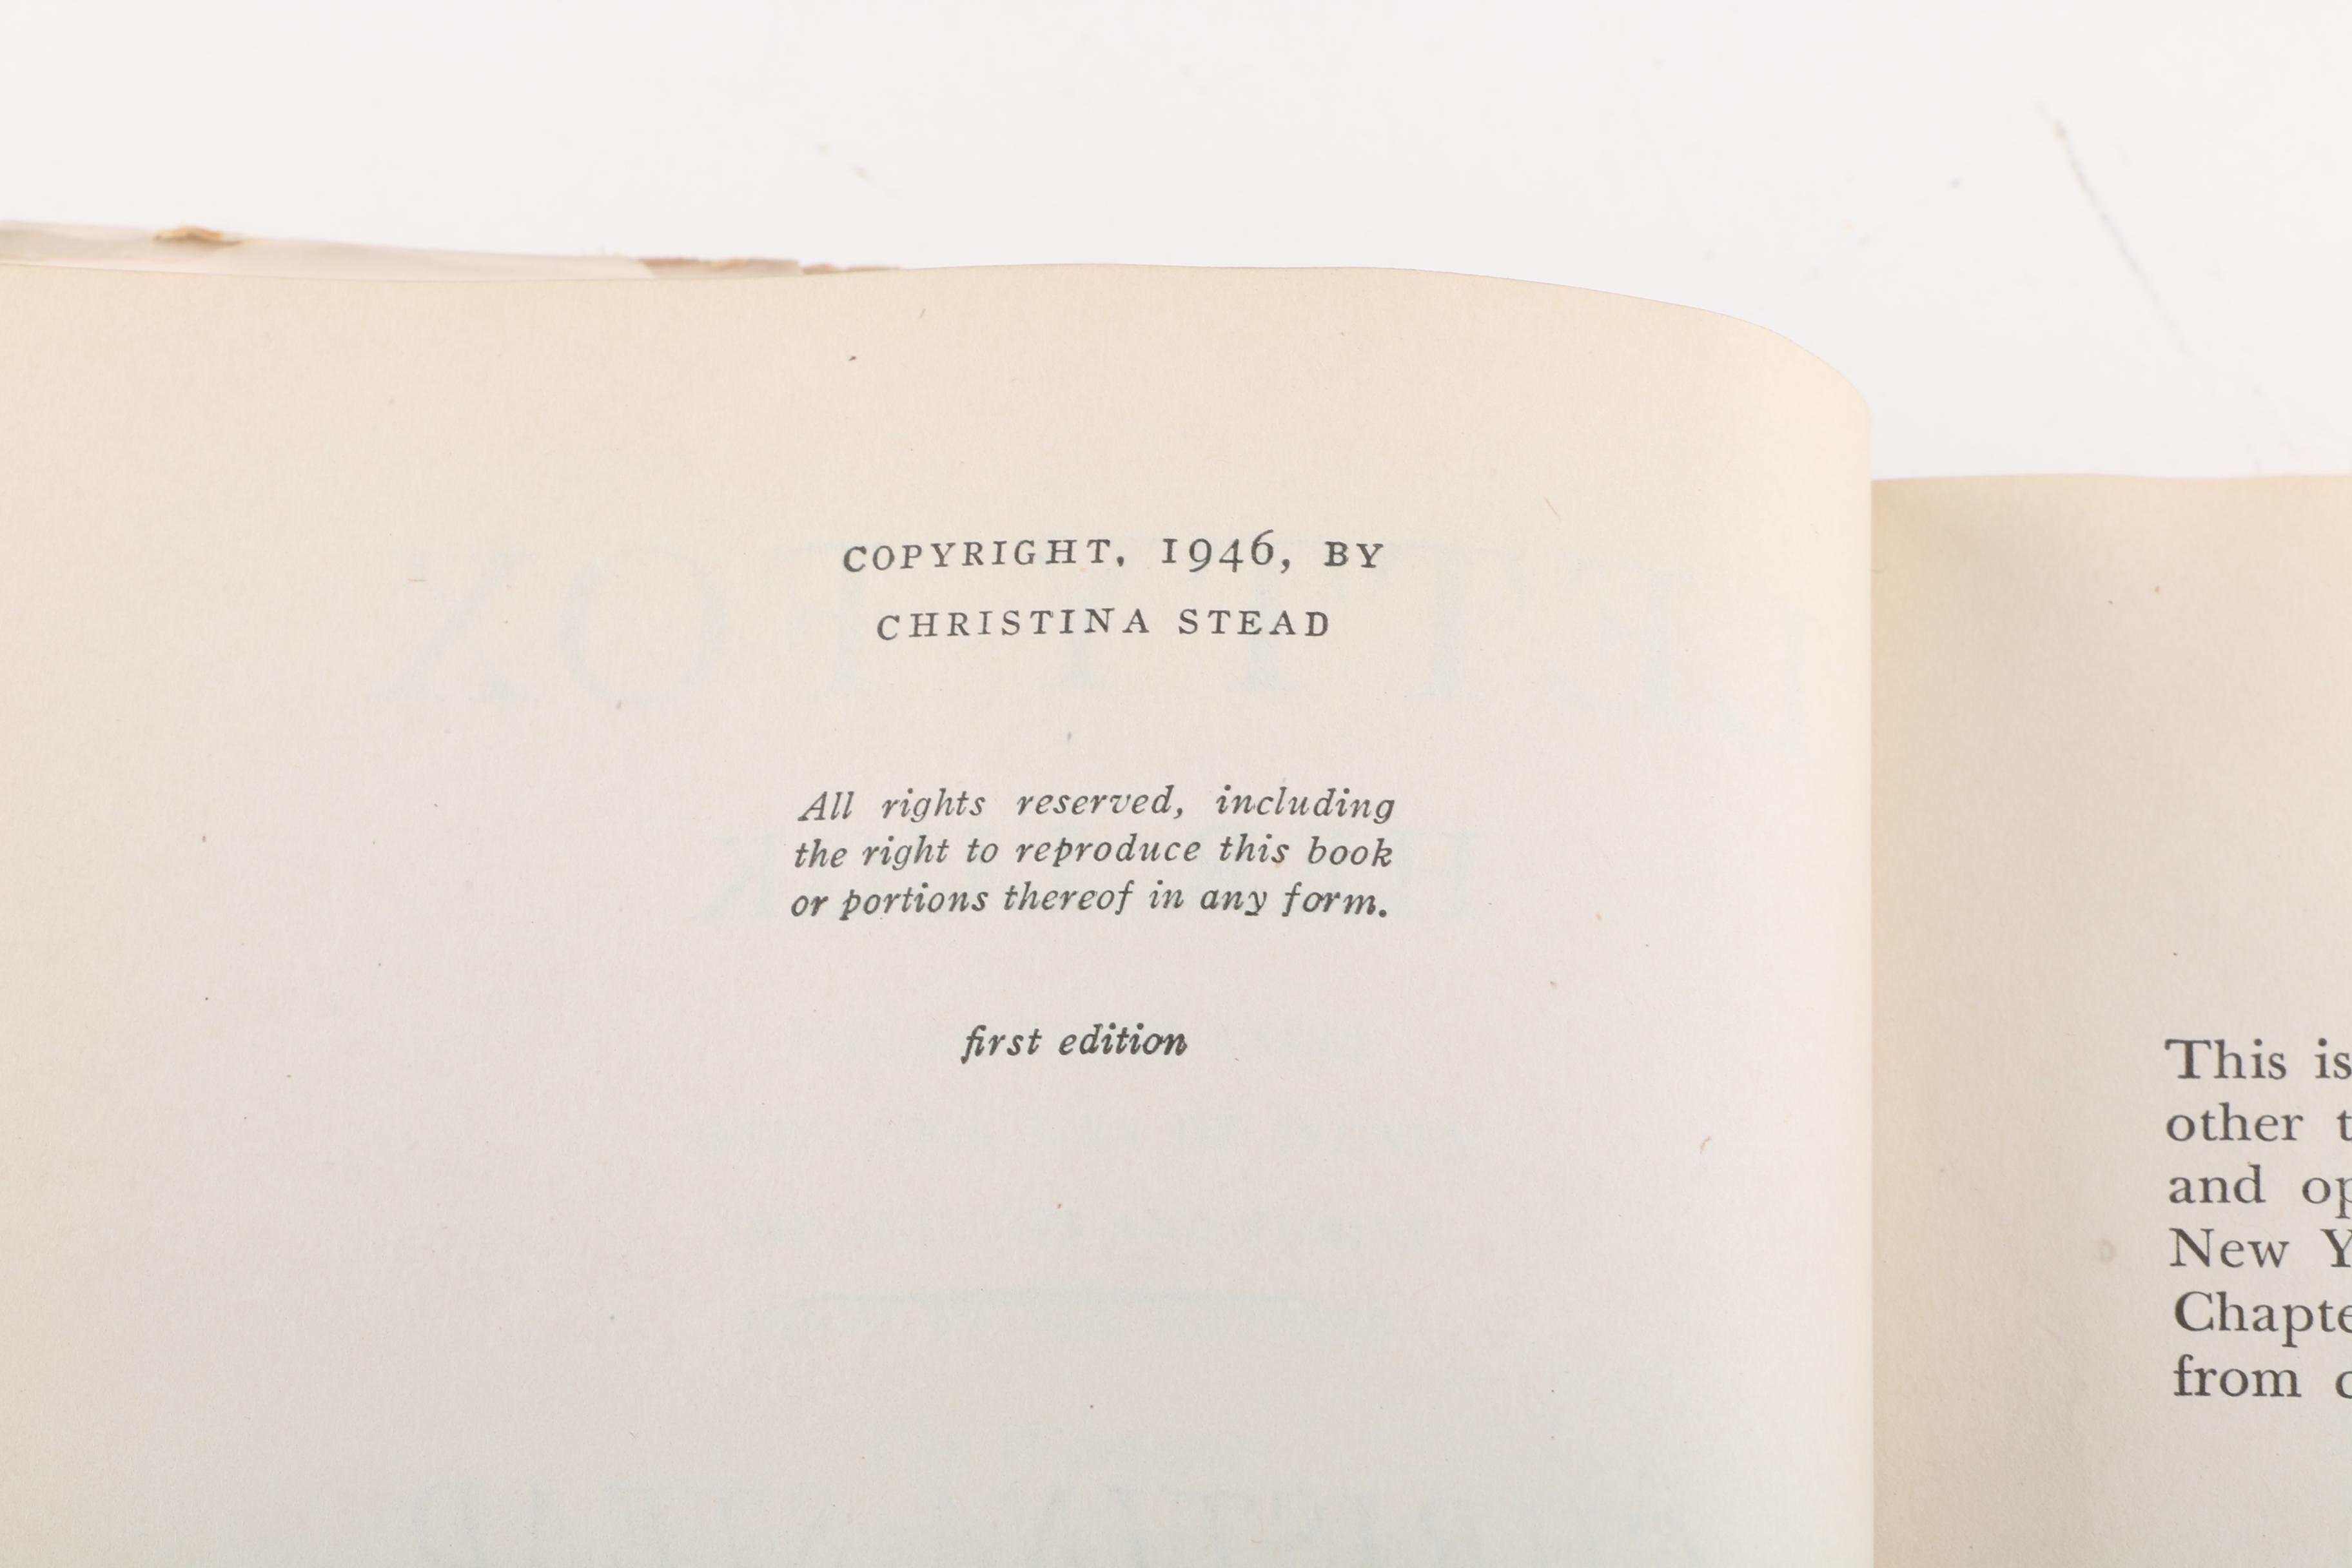 COPYRIGHT, 1946, BY
CHRISTINA STEAD
All rights reserved, including
the right to reproduce this book
or portions thereof in any form.
first edition
This is
other
and
New
from